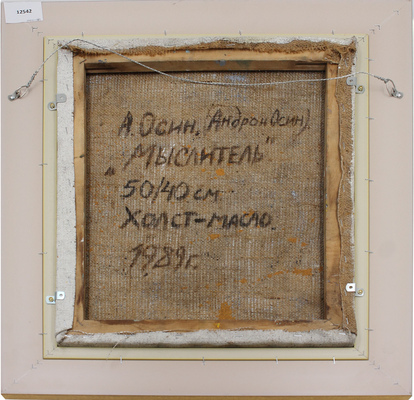 12542
А. Осин. (Андрон Осин).
"Мыслитель"
50/40 см
Холст-масло.
1989г.